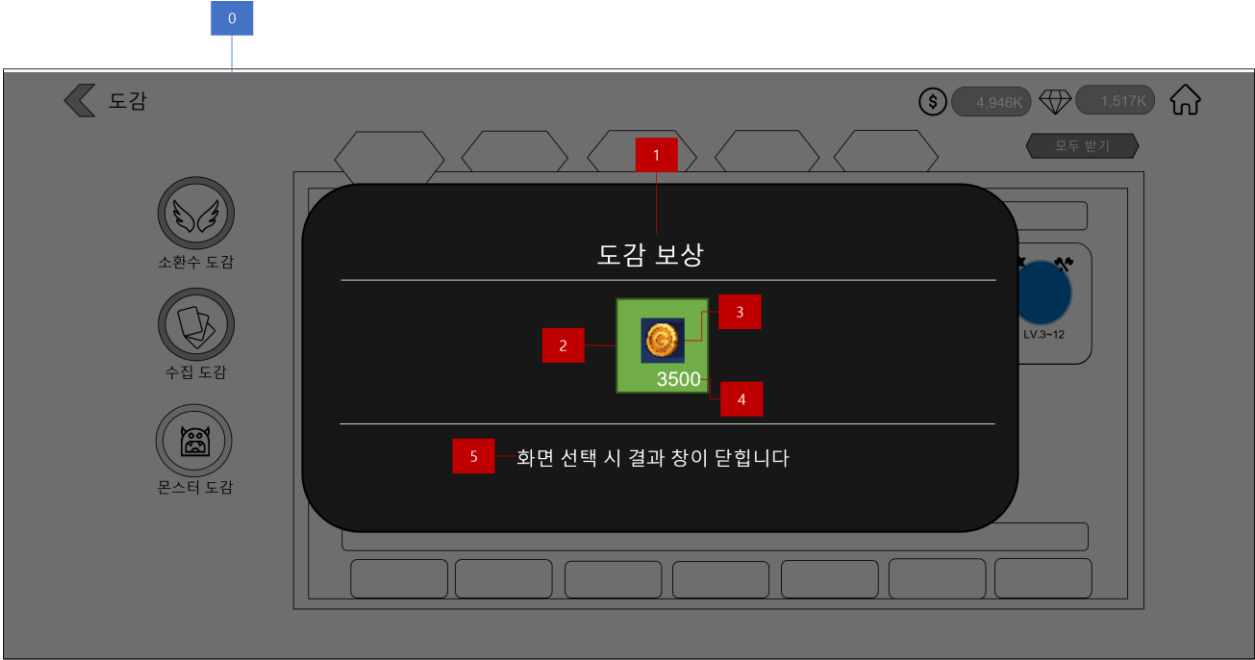 0
도감
4,946K
1,517K
모두 받기
1
소환수 도감
도감 보상
3
2
3500
4
LV.3~12
수집 도감
5
화면 선택 시 결과 창이 닫힙니다
몬스터 도감